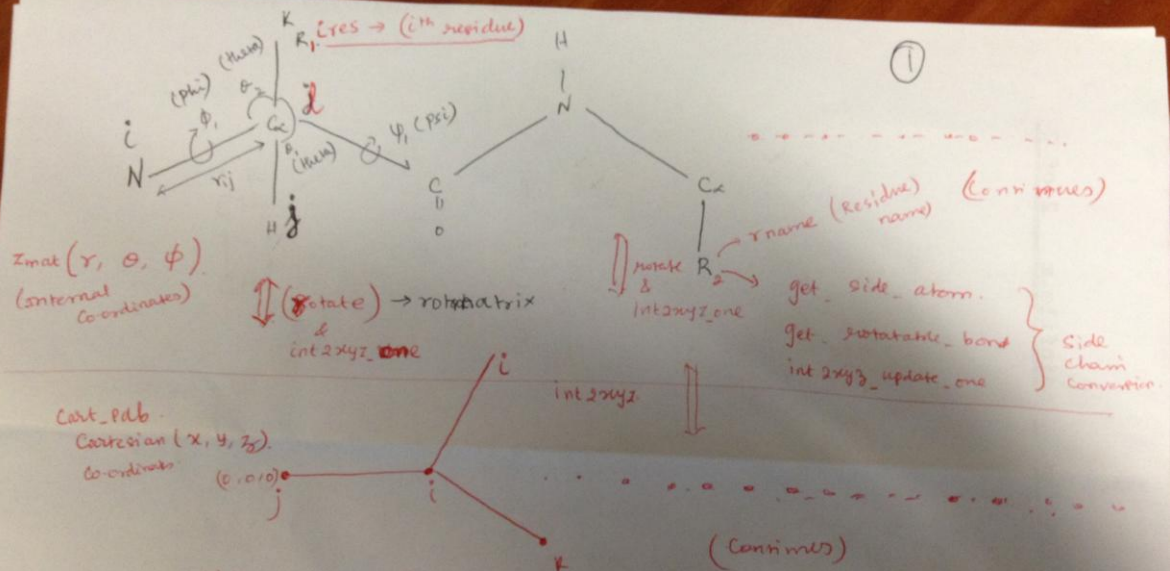 K
R₁ ires → (ith residue)
①
H
(theta)
(phi)
θ₂
N
i
ϕ₁
Cα
ψ₁ (psi)
θ₁
(theta)
N
rij
C
Cα
rname (Residue name)
(Continues)
H j
O
Zmat (r, θ, ϕ)
(internal
Co-ordinates)
(rotate) → rotmatrix
&
int2xyz_one
rotate
&
int2xyz_one
R₂
get_side_atom.
get_rotatable_bond
int2xyz_update_one
side
chain
conversion.
i
int2xyz
Cart_Pdb.
Cartesian (x, y, z).
Co-ordinates
(0,0,0)
j
i
K
(Continues)